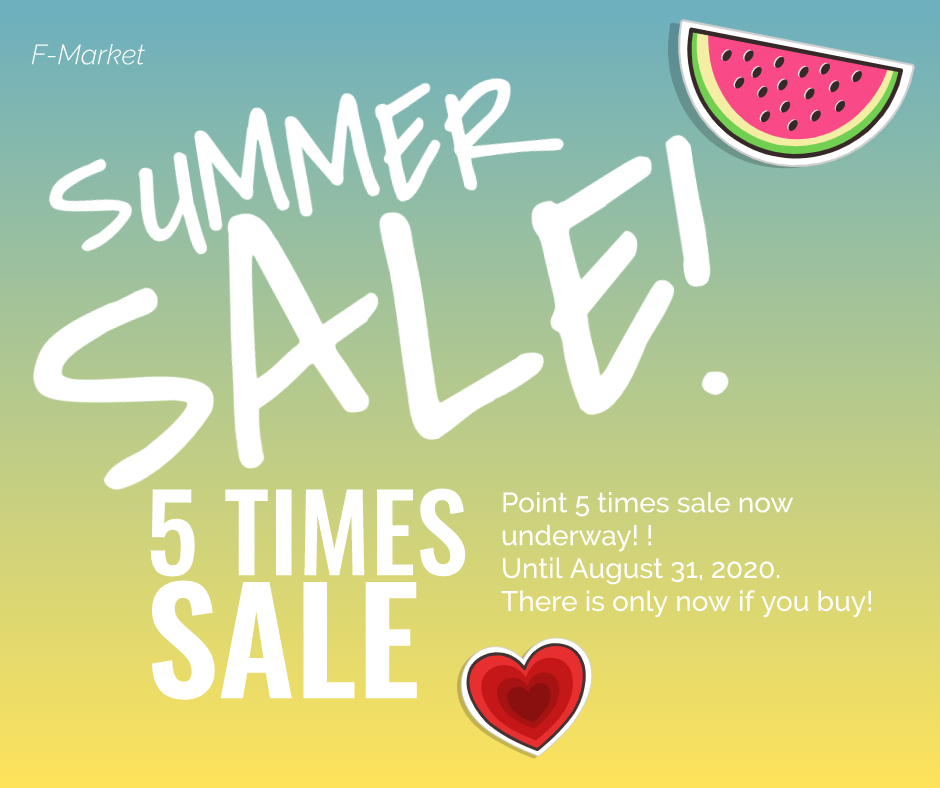 F-Market
SUMMER
SALE!
5 TIMES
SALE
Point 5 times sale now
underway! !
Until August 31, 2020.
There is only now if you buy!